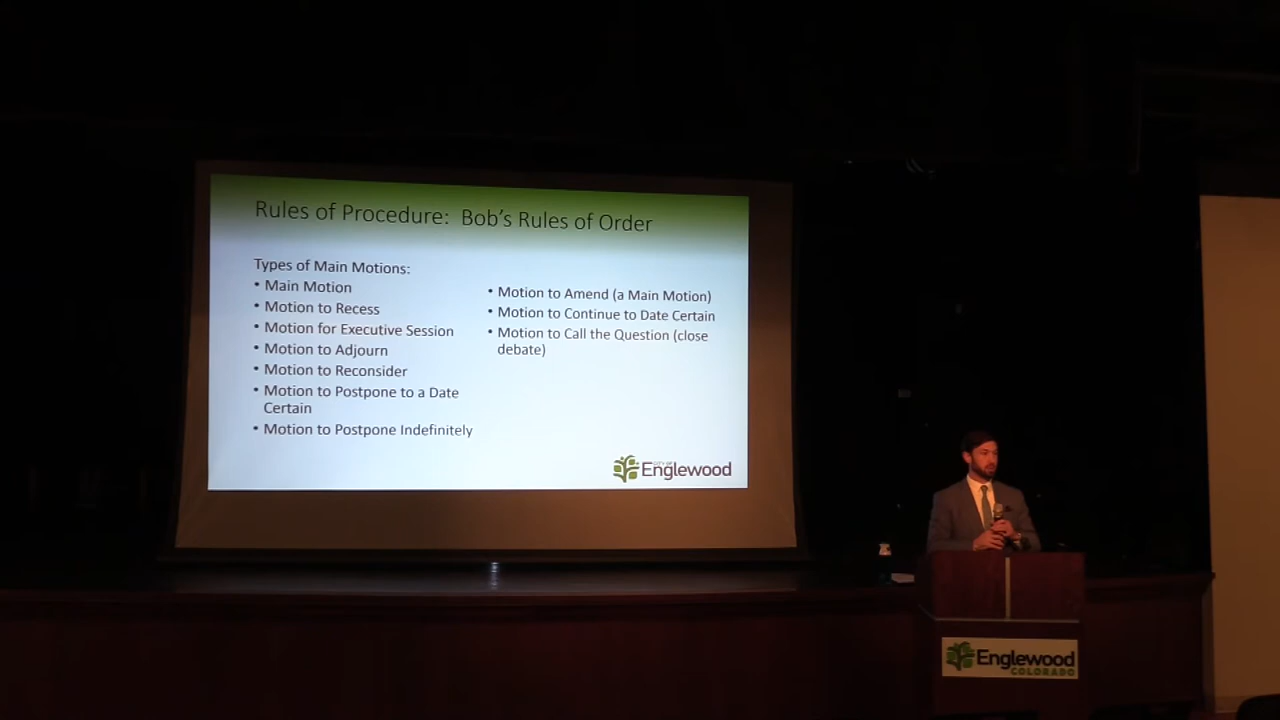 Rules of Procedure: Bob's Rules of Order
Types of Main Motions:
• Main Motion
• Motion to Recess
• Motion for Executive Session
• Motion to Adjourn
• Motion to Reconsider
• Motion to Postpone to a Date
Certain
• Motion to Postpone Indefinitely
• Motion to Amend (a Main Motion)
• Motion to Continue to Date Certain
• Motion to Call the Question (close
debate)
CITY OF
Englewood
Englewood
COLORADO